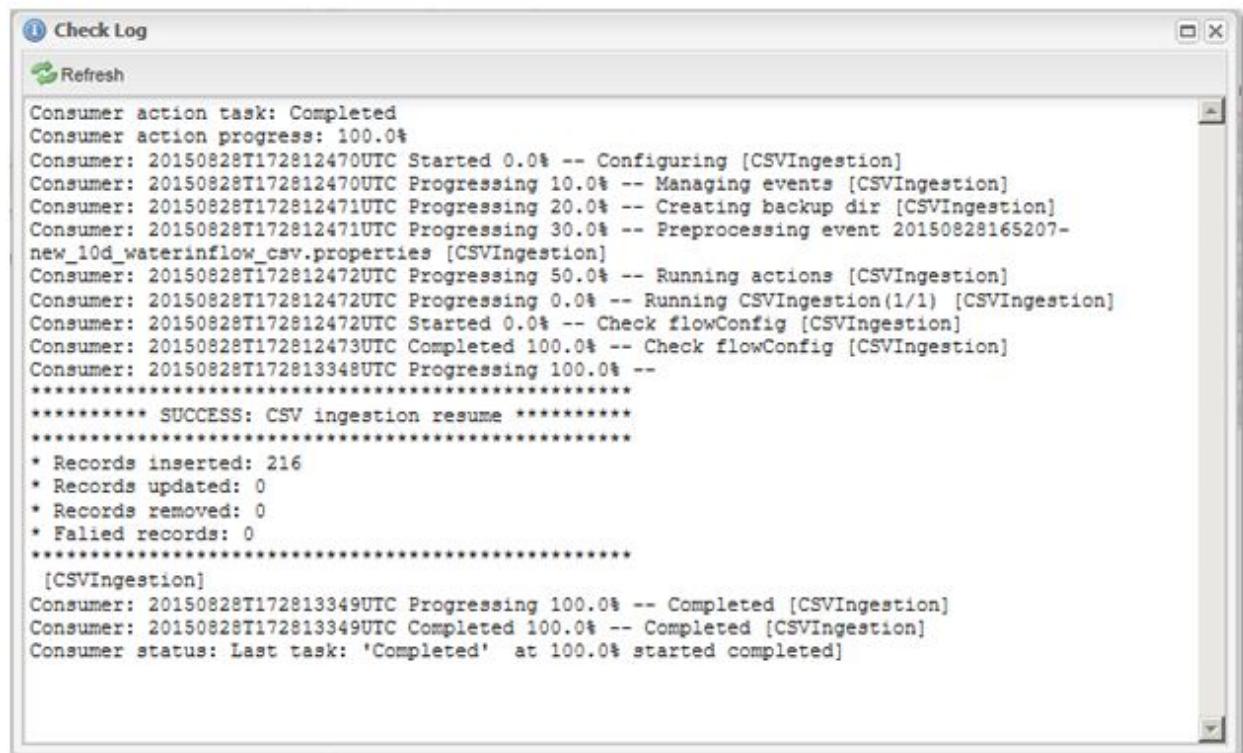 Check Log
Refresh
Consumer action task: Completed
Consumer action progress: 100.0%
Consumer: 20150828T172812470UTC Started 0.0% -- Configuring [CSVIngestion]
Consumer: 20150828T172812470UTC Progressing 10.0% -- Managing events [CSVIngestion]
Consumer: 20150828T172812471UTC Progressing 20.0% -- Creating backup dir [CSVIngestion]
Consumer: 20150828T172812471UTC Progressing 30.0% -- Preprocessing event 20150828165207-
new_10d_waterinflow_csv.properties [CSVIngestion]
Consumer: 20150828T172812472UTC Progressing 50.0% -- Running actions [CSVIngestion]
Consumer: 20150828T172812472UTC Progressing 0.0% -- Running CSVIngestion(1/1) [CSVIngestion]
Consumer: 20150828T172812472UTC Started 0.0% -- Check flowConfig [CSVIngestion]
Consumer: 20150828T172812473UTC Completed 100.0% -- Check flowConfig [CSVIngestion]
Consumer: 20150828T172813348UTC Progressing 100.0% --
***************************************************
********** SUCCESS: CSV ingestion resume **********
***************************************************
* Records inserted: 216
* Records updated: 0
* Records removed: 0
* Falied records: 0
***************************************************
[CSVIngestion]
Consumer: 20150828T172813349UTC Progressing 100.0% -- Completed [CSVIngestion]
Consumer: 20150828T172813349UTC Completed 100.0% -- Completed [CSVIngestion]
Consumer status: Last task: 'Completed'  at 100.0% started completed]